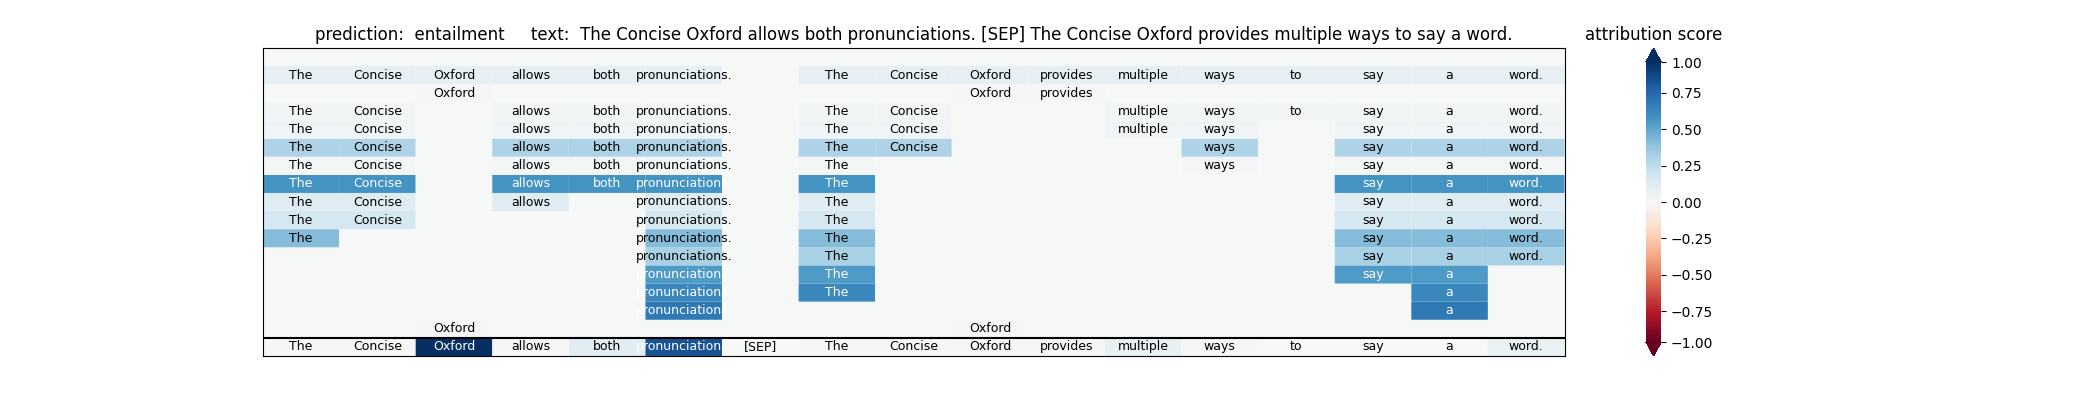 prediction: entailment text: The Concise Oxford allows both pronunciations. [SEP] The Concise Oxford provides multiple ways to say a word.
attribution score
The Concise Oxford allows both pronunciations. The Concise Oxford provides multiple ways to say a word.
Oxford Oxford provides
The Concise allows both pronunciations. The Concise multiple ways to say a word.
The Concise allows both pronunciations. The Concise multiple ways say a word.
The Concise allows both pronunciations. The Concise ways say a word.
The Concise allows both pronunciations. The ways say a word.
The Concise allows both pronunciation The say a word.
The Concise allows pronunciations. The say a word.
The Concise pronunciations. The say a word.
The pronunciations. The say a word.
pronunciations. The say a word.
pronunciation The say a
pronunciation The a
pronunciation a
Oxford Oxford
The Concise Oxford allows both pronunciation [SEP] The Concise Oxford provides multiple ways to say a word.
1.00
0.75
0.50
0.25
0.00
−0.25
−0.50
−0.75
−1.00